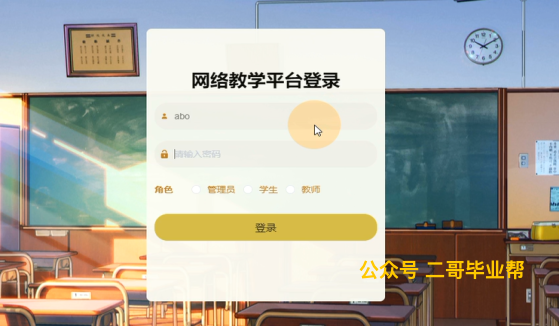 网络教学平台登录
abo
请输入密码
角色 管理员 学生 教师
登录
公众号 二哥毕业帮